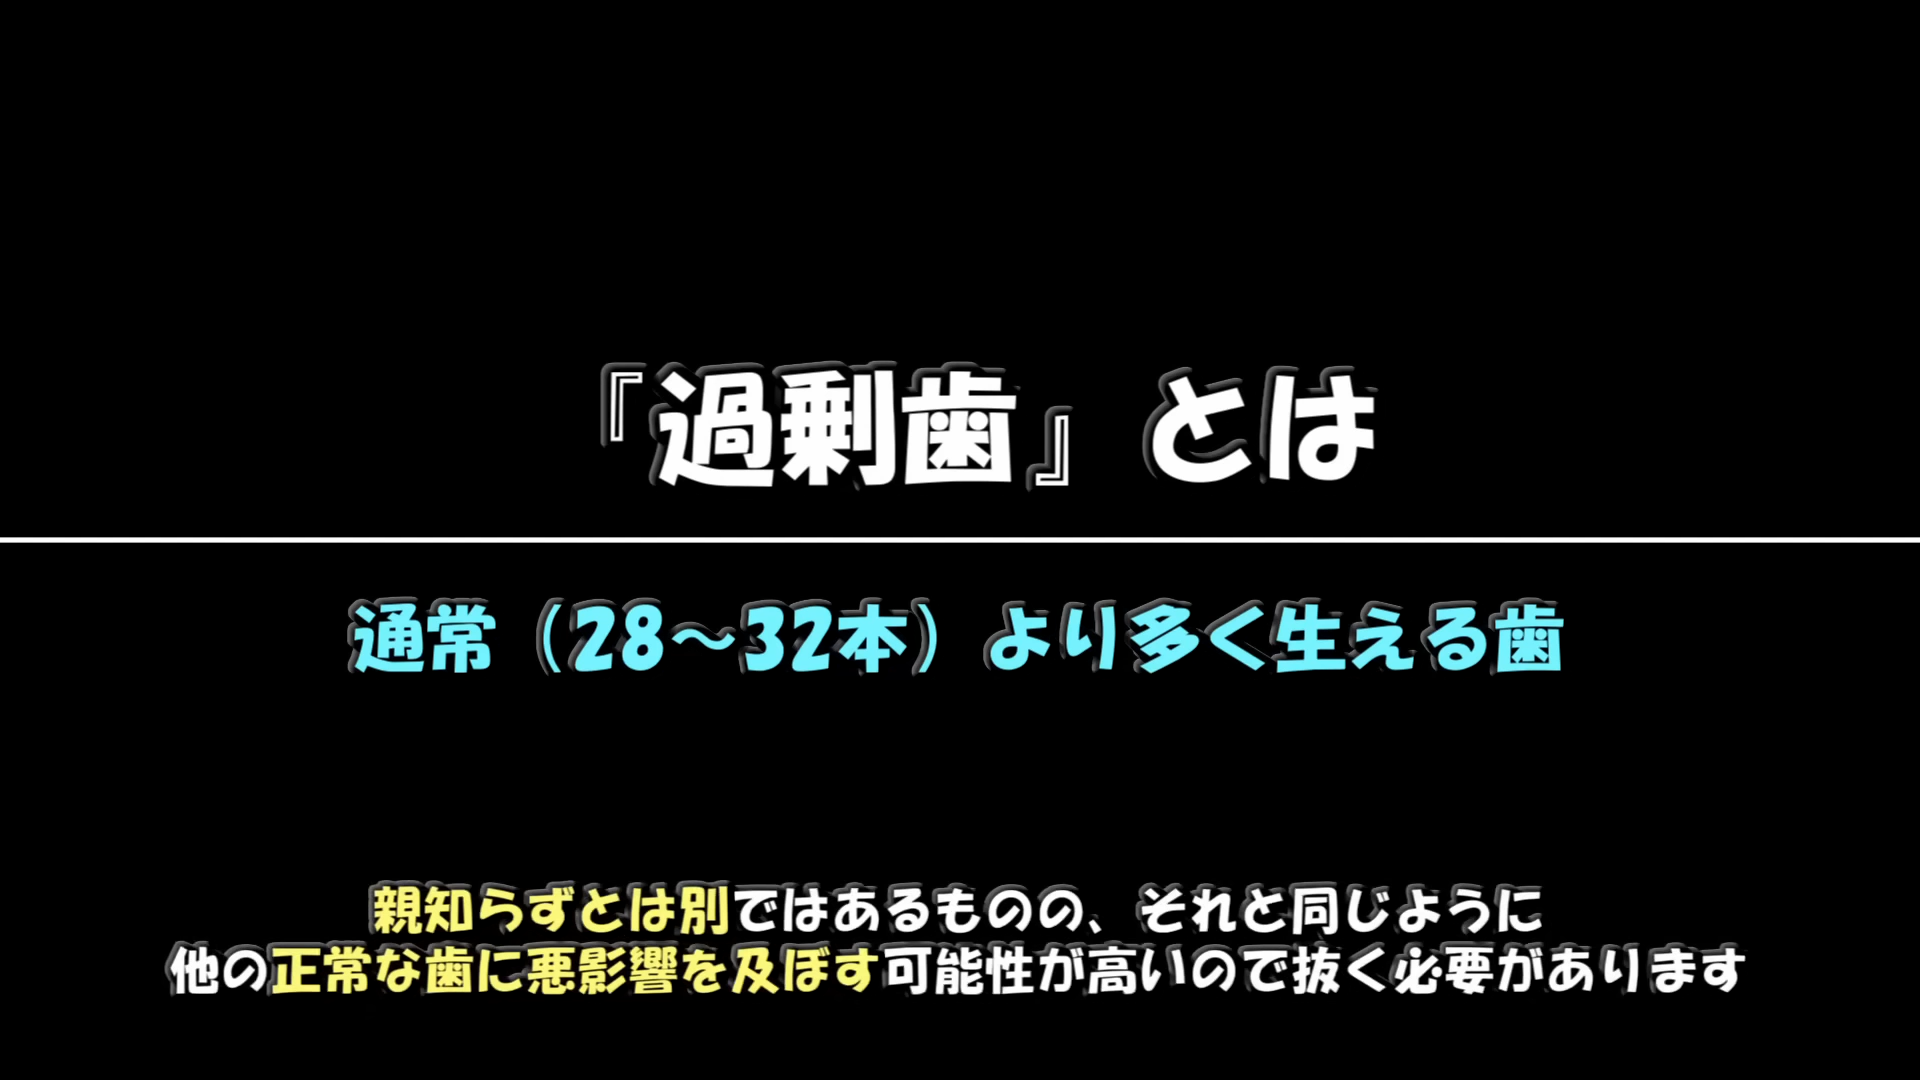 『過剰歯』とは
通常（28～32本）より多く生える歯
親知らずとは別ではあるものの、それと同じように
他の正常な歯に悪影響を及ぼす可能性が高いので抜く必要があります